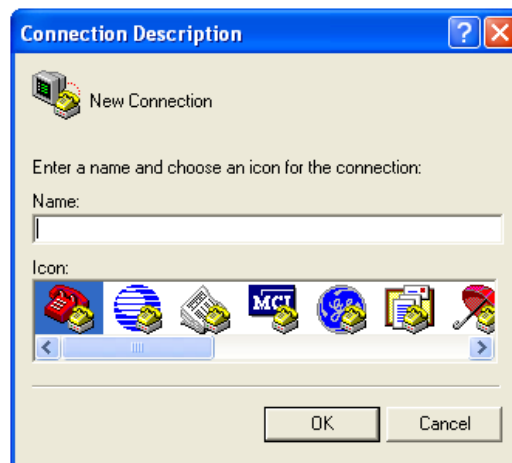 Connection Description
New Connection
Enter a name and choose an icon for the connection:
Name:
Icon:
MCI
OK
Cancel